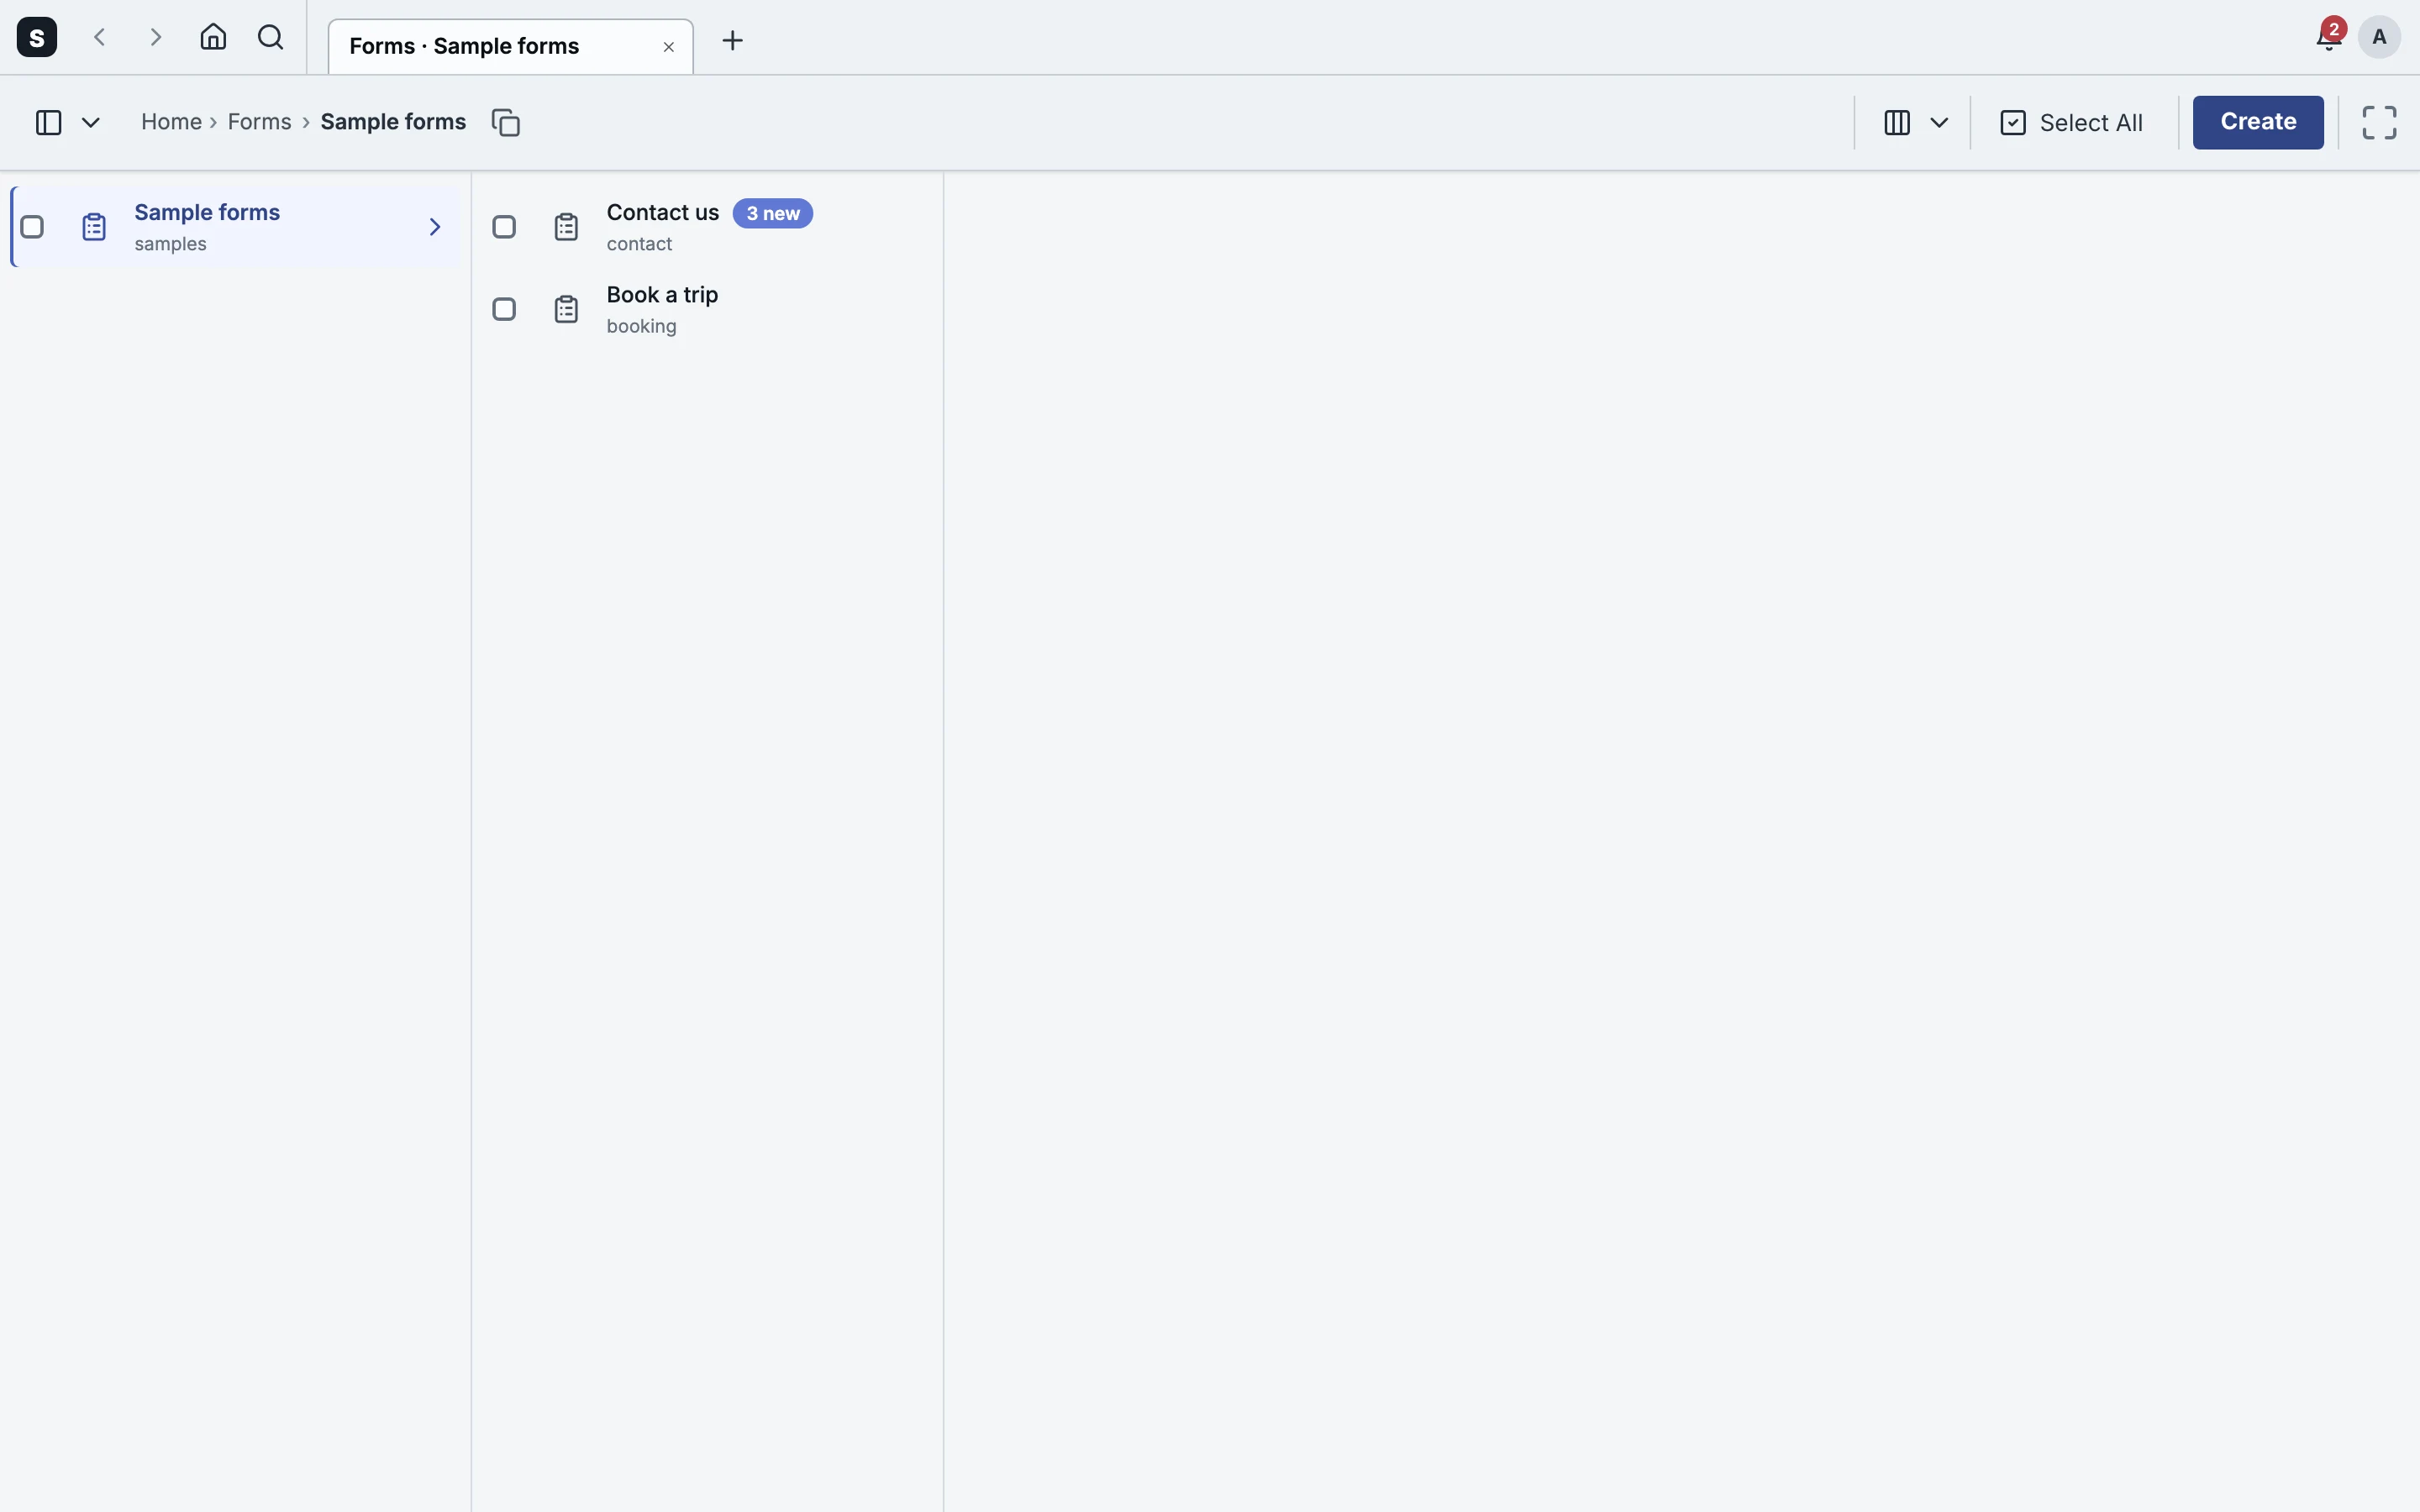 S
Forms · Sample forms
2
A
Home › Forms › Sample forms
Select All
Create
Sample forms
samples
Contact us
3 new
contact
Book a trip
booking